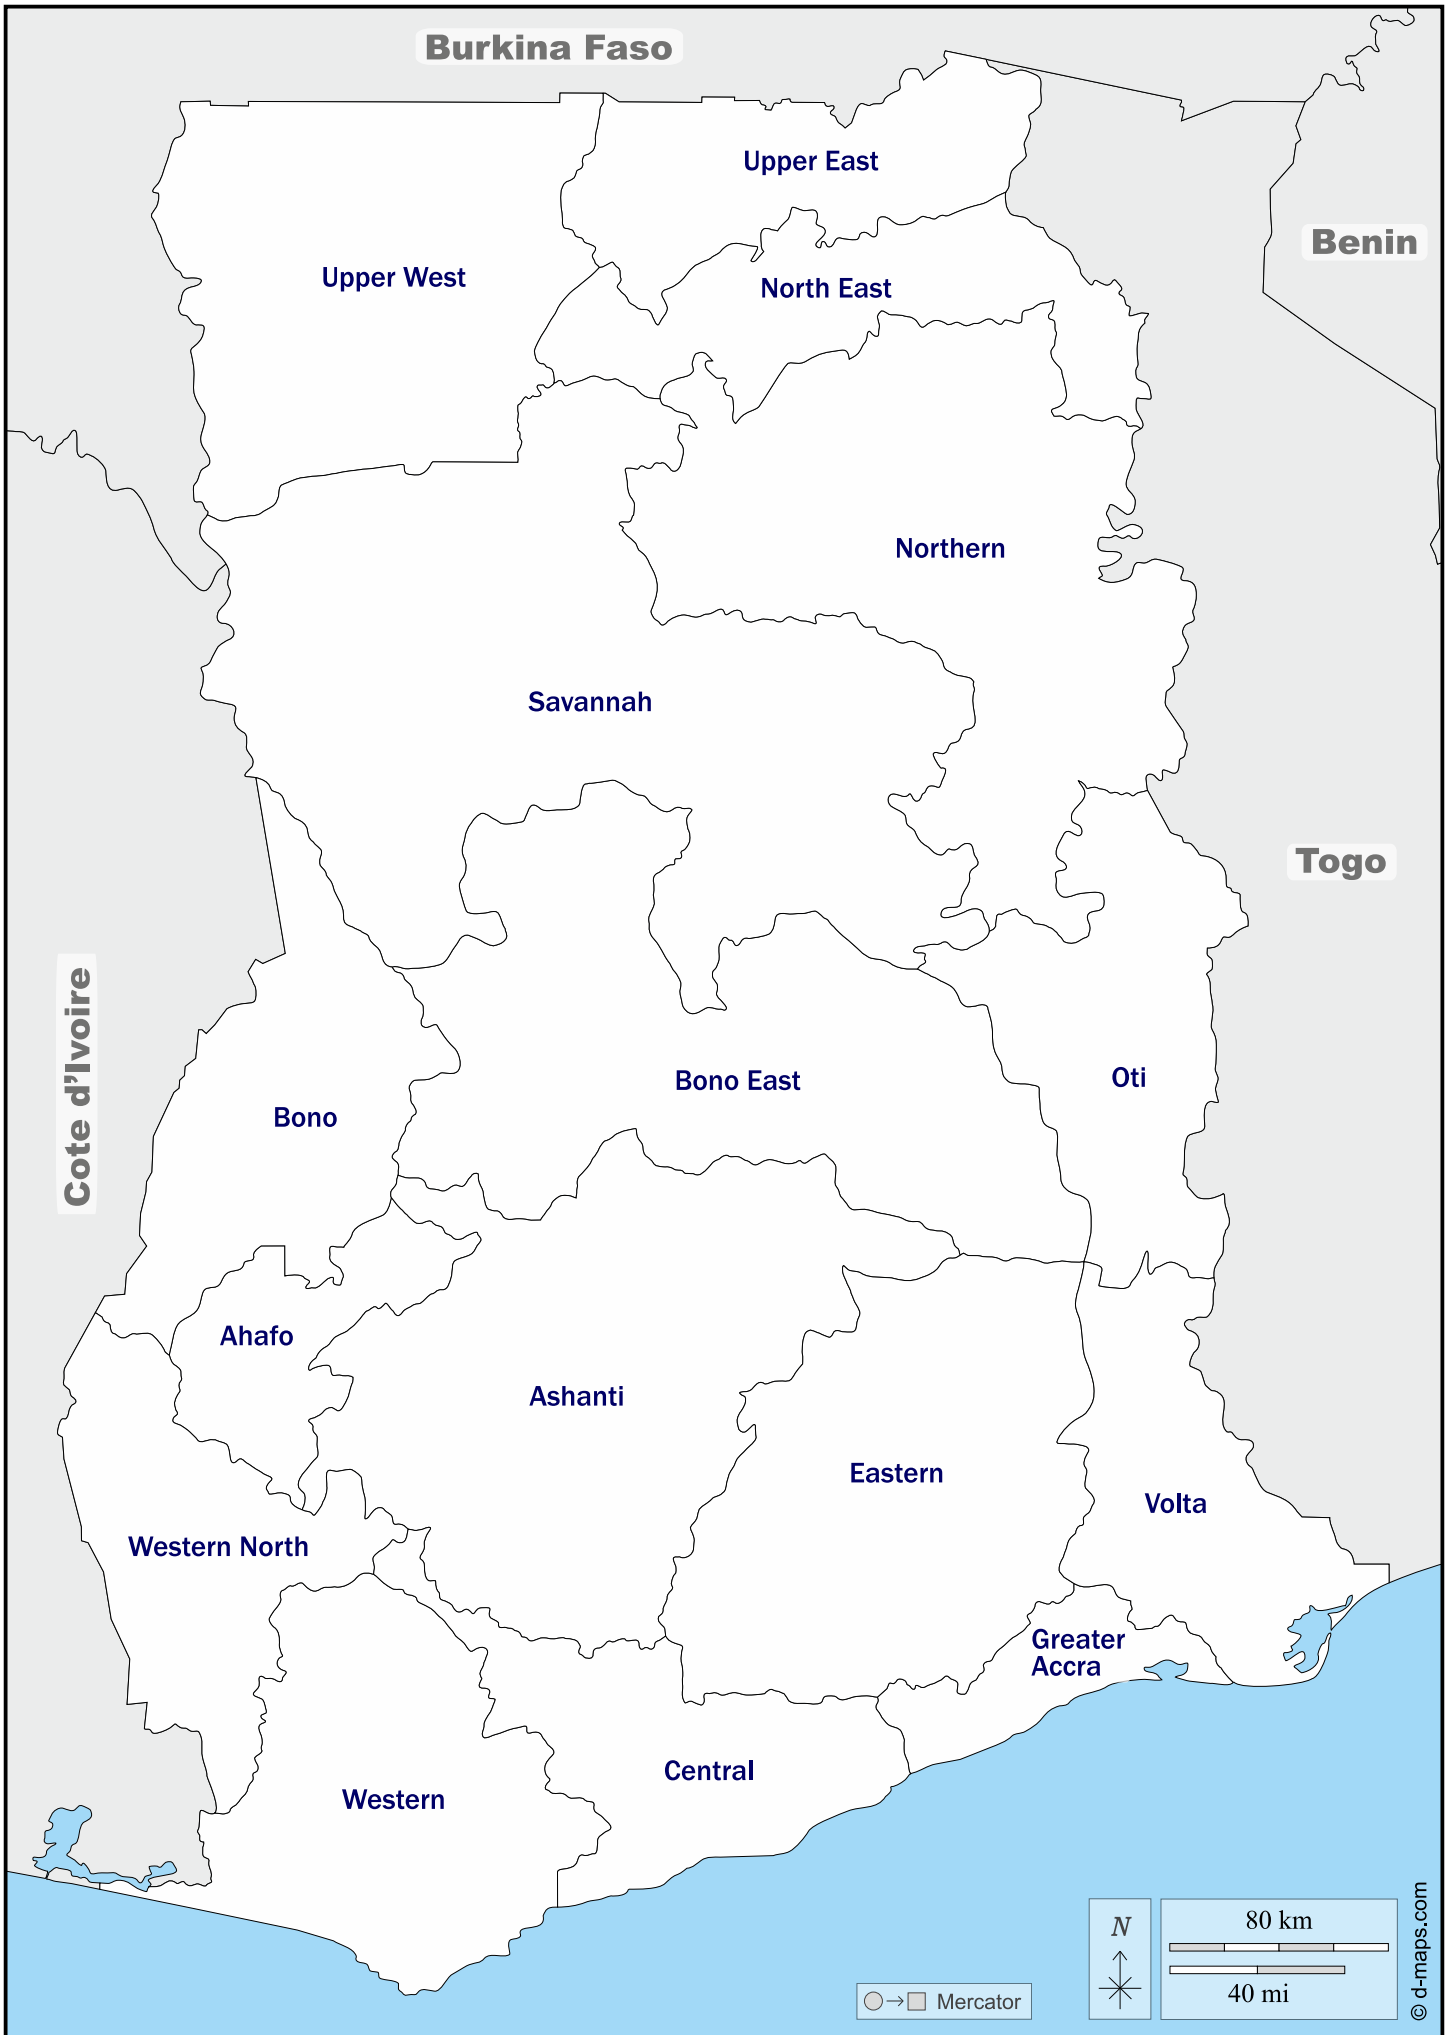 Burkina Faso
Upper East
Benin
Upper West
North East
Northern
Savannah
Togo
Cote d'Ivoire
Bono East
Oti
Bono
Ahafo
Ashanti
Eastern
Volta
Western North
Greater
Accra
Central
Western
N
80 km
40 mi
Mercator
© d-maps.com